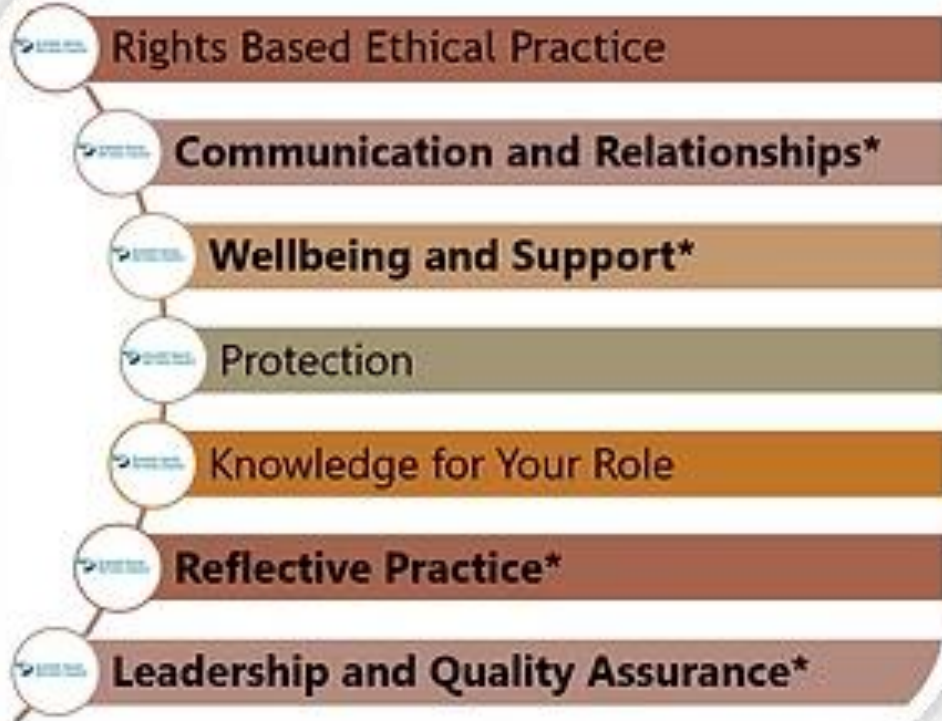 Rights Based Ethical Practice
Communication and Relationships*
Wellbeing and Support*
Protection
Knowledge for Your Role
Reflective Practice*
Leadership and Quality Assurance*